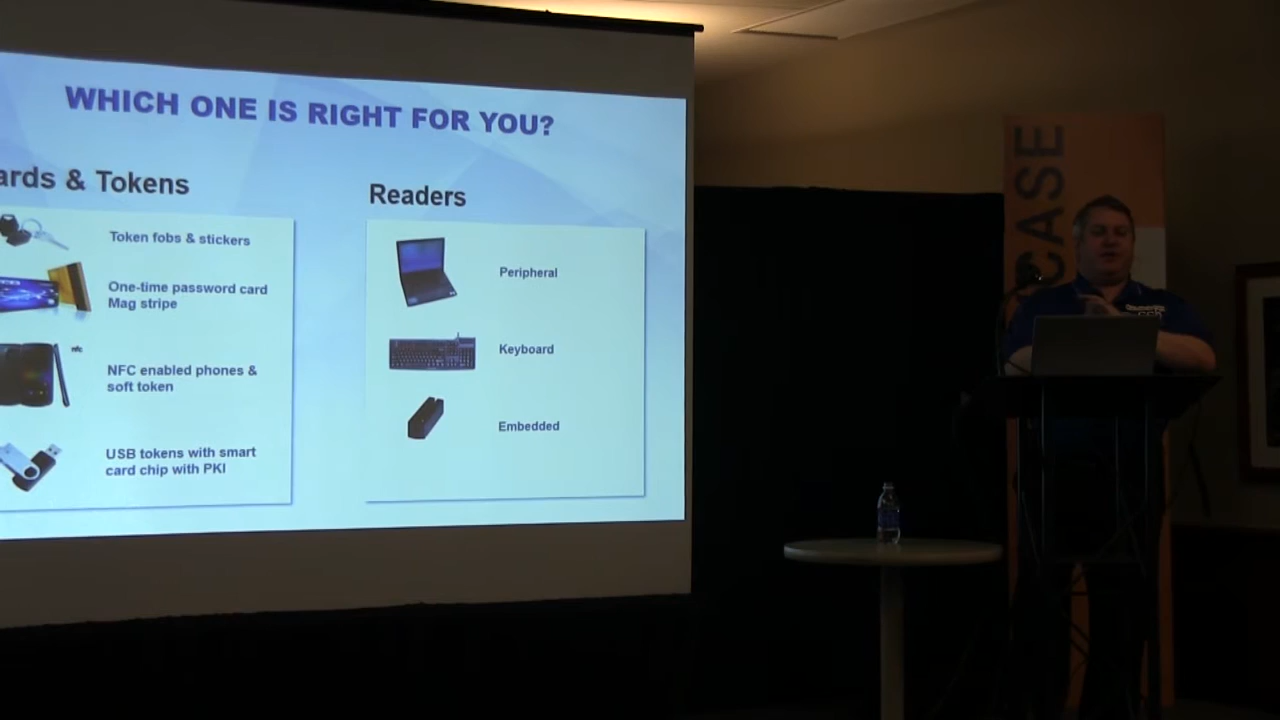 WHICH ONE IS RIGHT FOR YOU?
ards & Tokens
Token fobs & stickers
One-time password card
Mag stripe
NFC enabled phones &
soft token
USB tokens with smart
card chip with PKI
Readers
Peripheral
Keyboard
Embedded
CASE